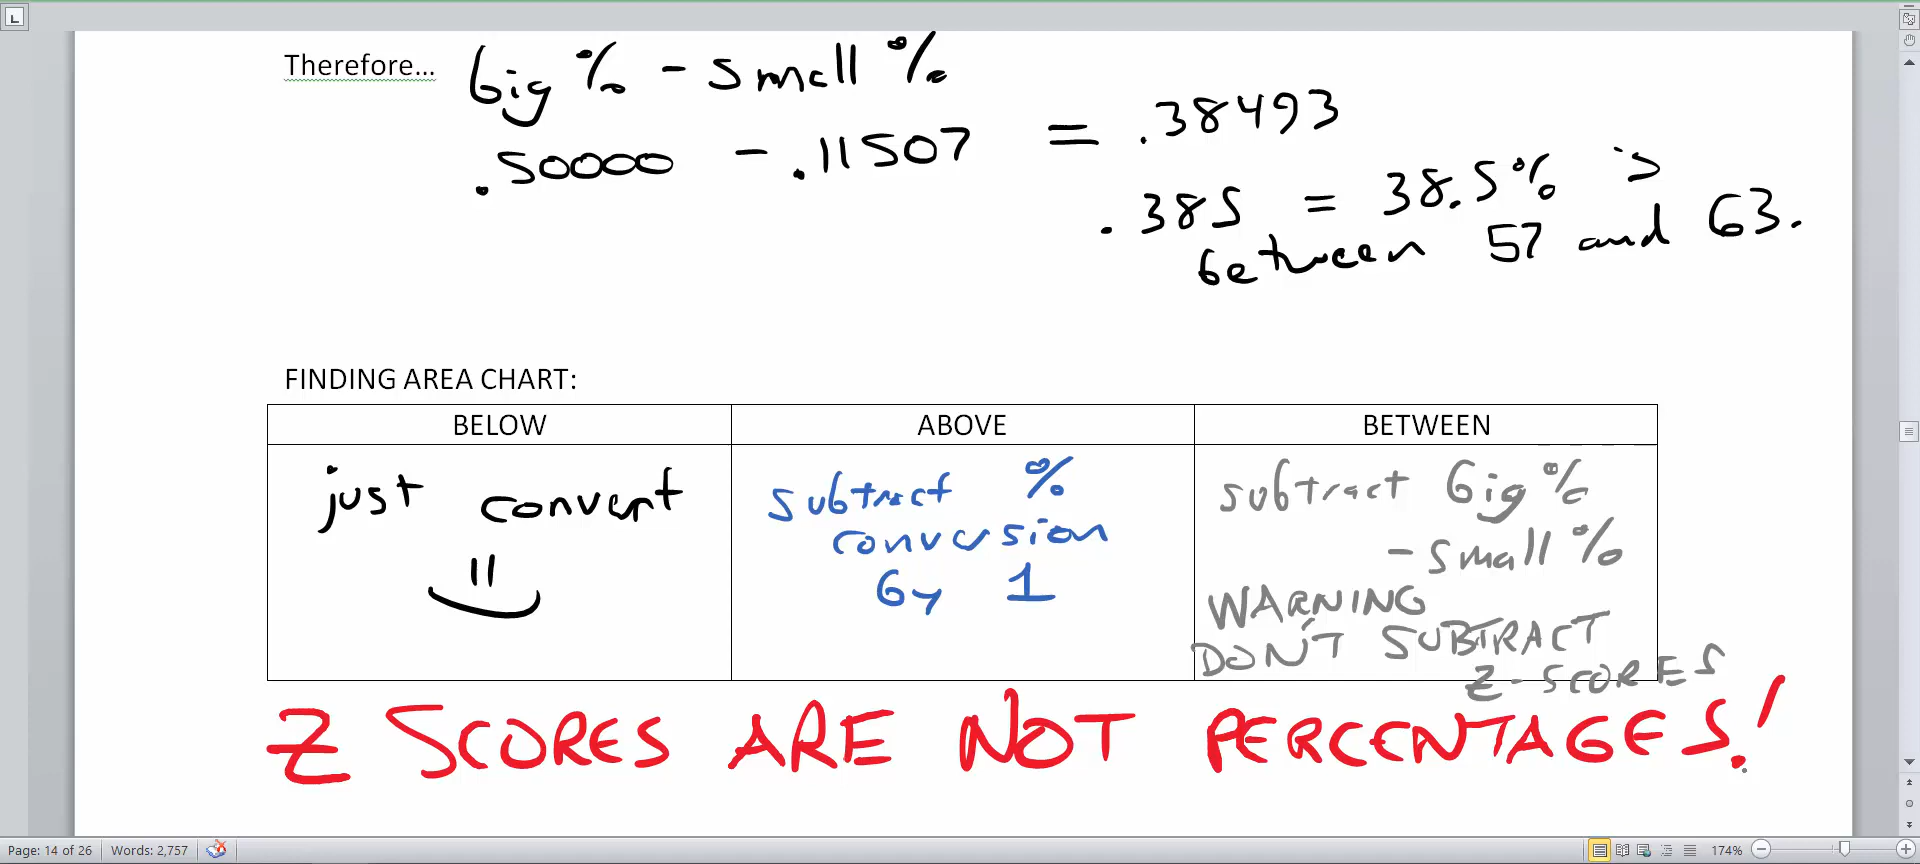 Therefore...
big % - small %
.50000 - .11507 = .38493
.385 = 38.5% is
between 57 and 63.
FINDING AREA CHART:
BELOW
ABOVE
BETWEEN
just convert
subtract %
conversion
by 1
subtract big %
- small %
WARNING
DON'T SUBTRACT
Z-SCORES
Z SCORES ARE NOT PERCENTAGES!
Page: 14 of 26
Words: 2,757
174%